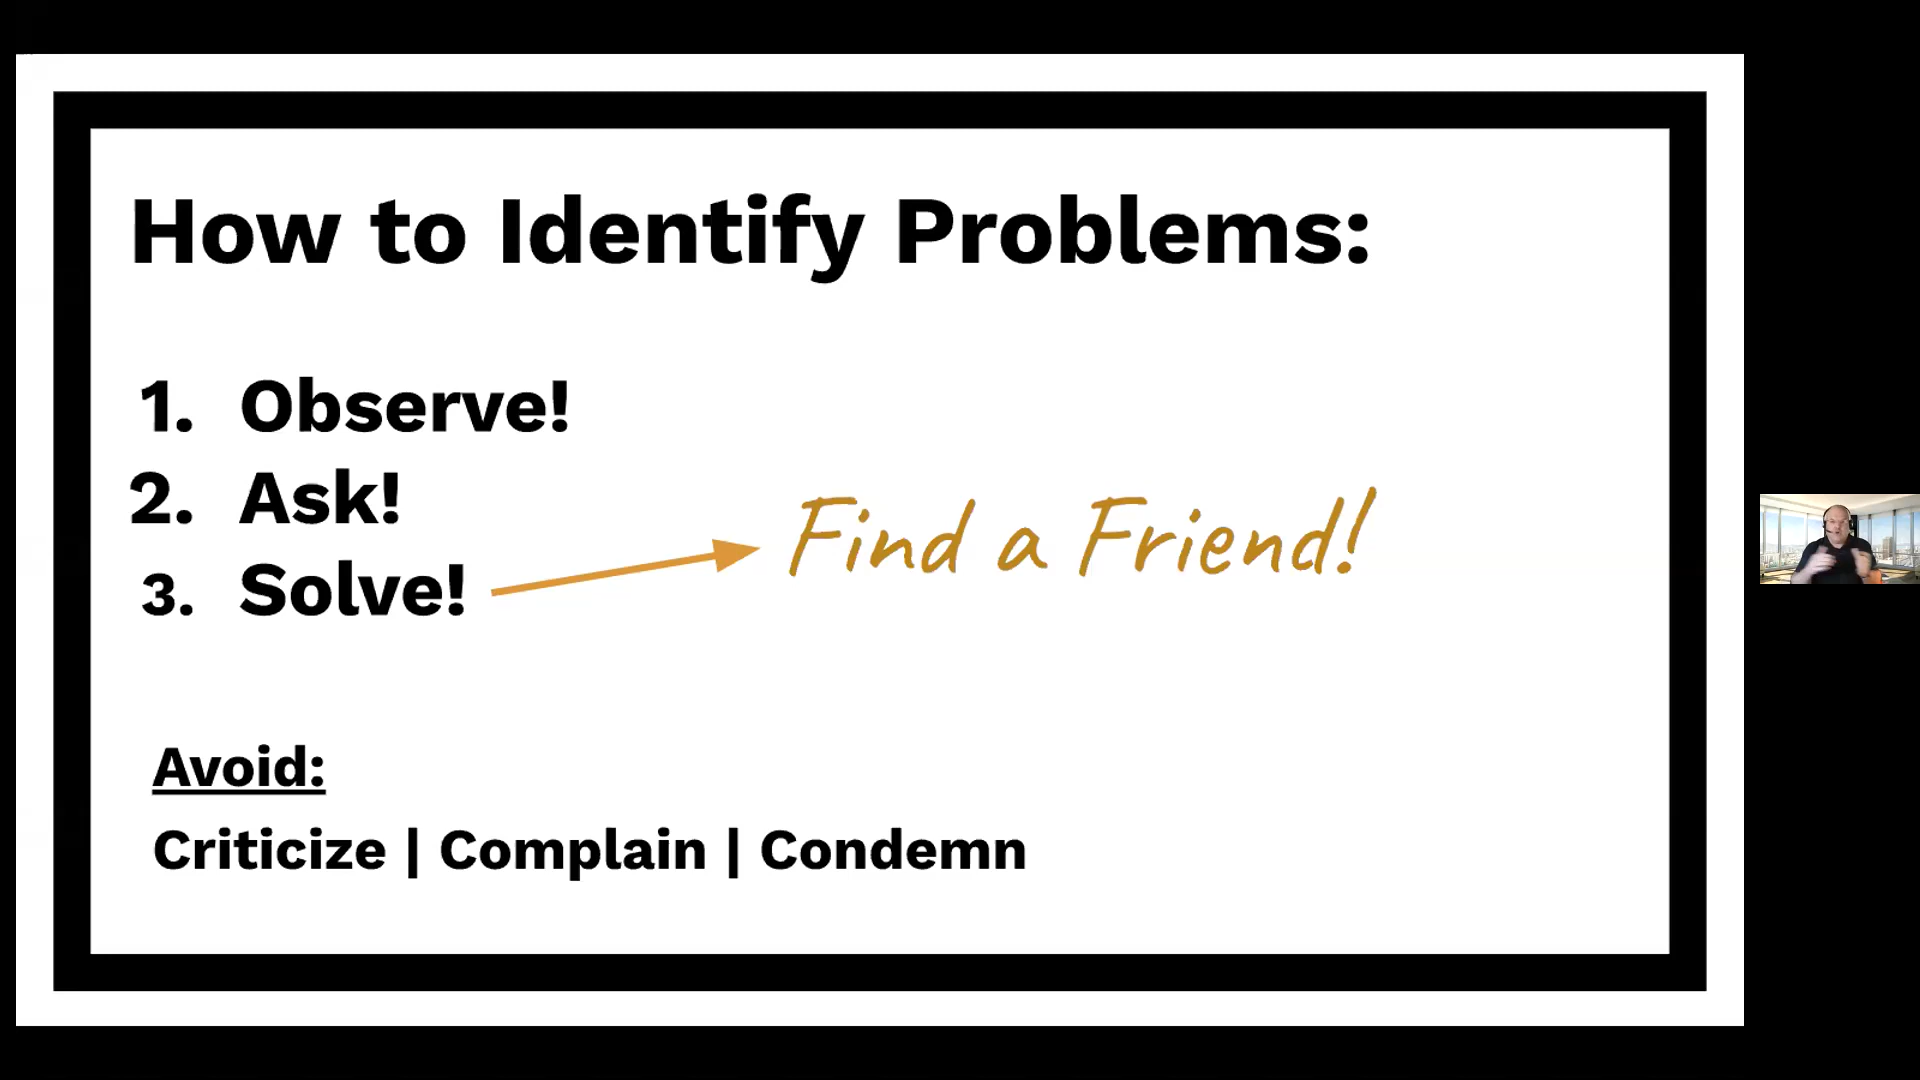 How to Identify Problems:
1. Observe!
2. Ask!
3. Solve!
Find a Friend!
Avoid:
Criticize | Complain | Condemn